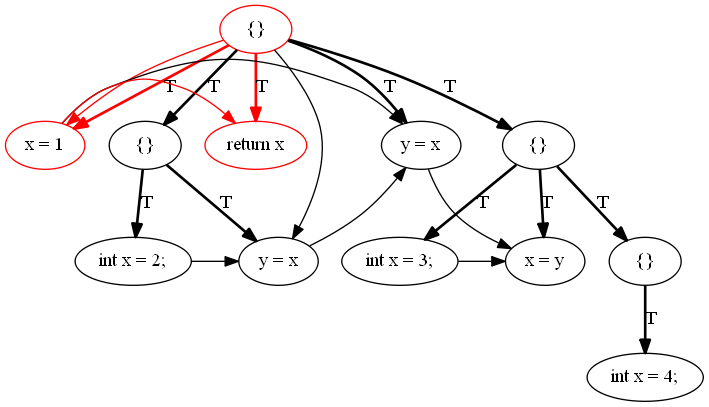 {}
T
T
T
T
T
x = 1
{}
return x
y = x
{}
T
T
T
T
T
int x = 2;
y = x
int x = 3;
x = y
{}
T
int x = 4;